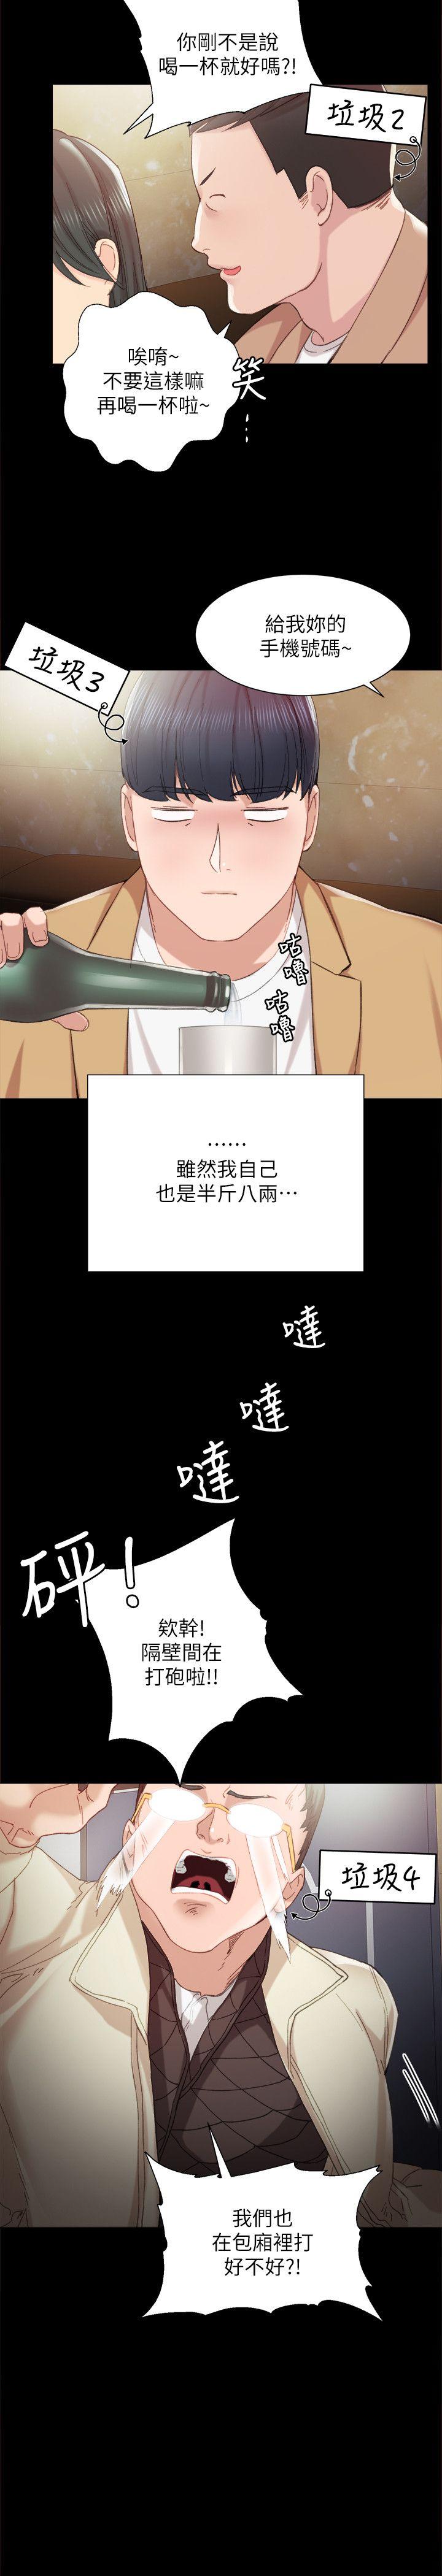 你剛不是說
喝一杯就好嗎?!
垃圾2
唉唷~
不要這樣嘛
再喝一杯啦~
笑…
給我妳的
手機號碼~
垃圾3
咕嚕
咕嚕
……
雖然我自己
也是半斤八兩…
噠
噠
噠
砰!
欸幹!
隔壁間在
打砲啦!!
垃圾4
我們也
在包廂裡打
好不好?!